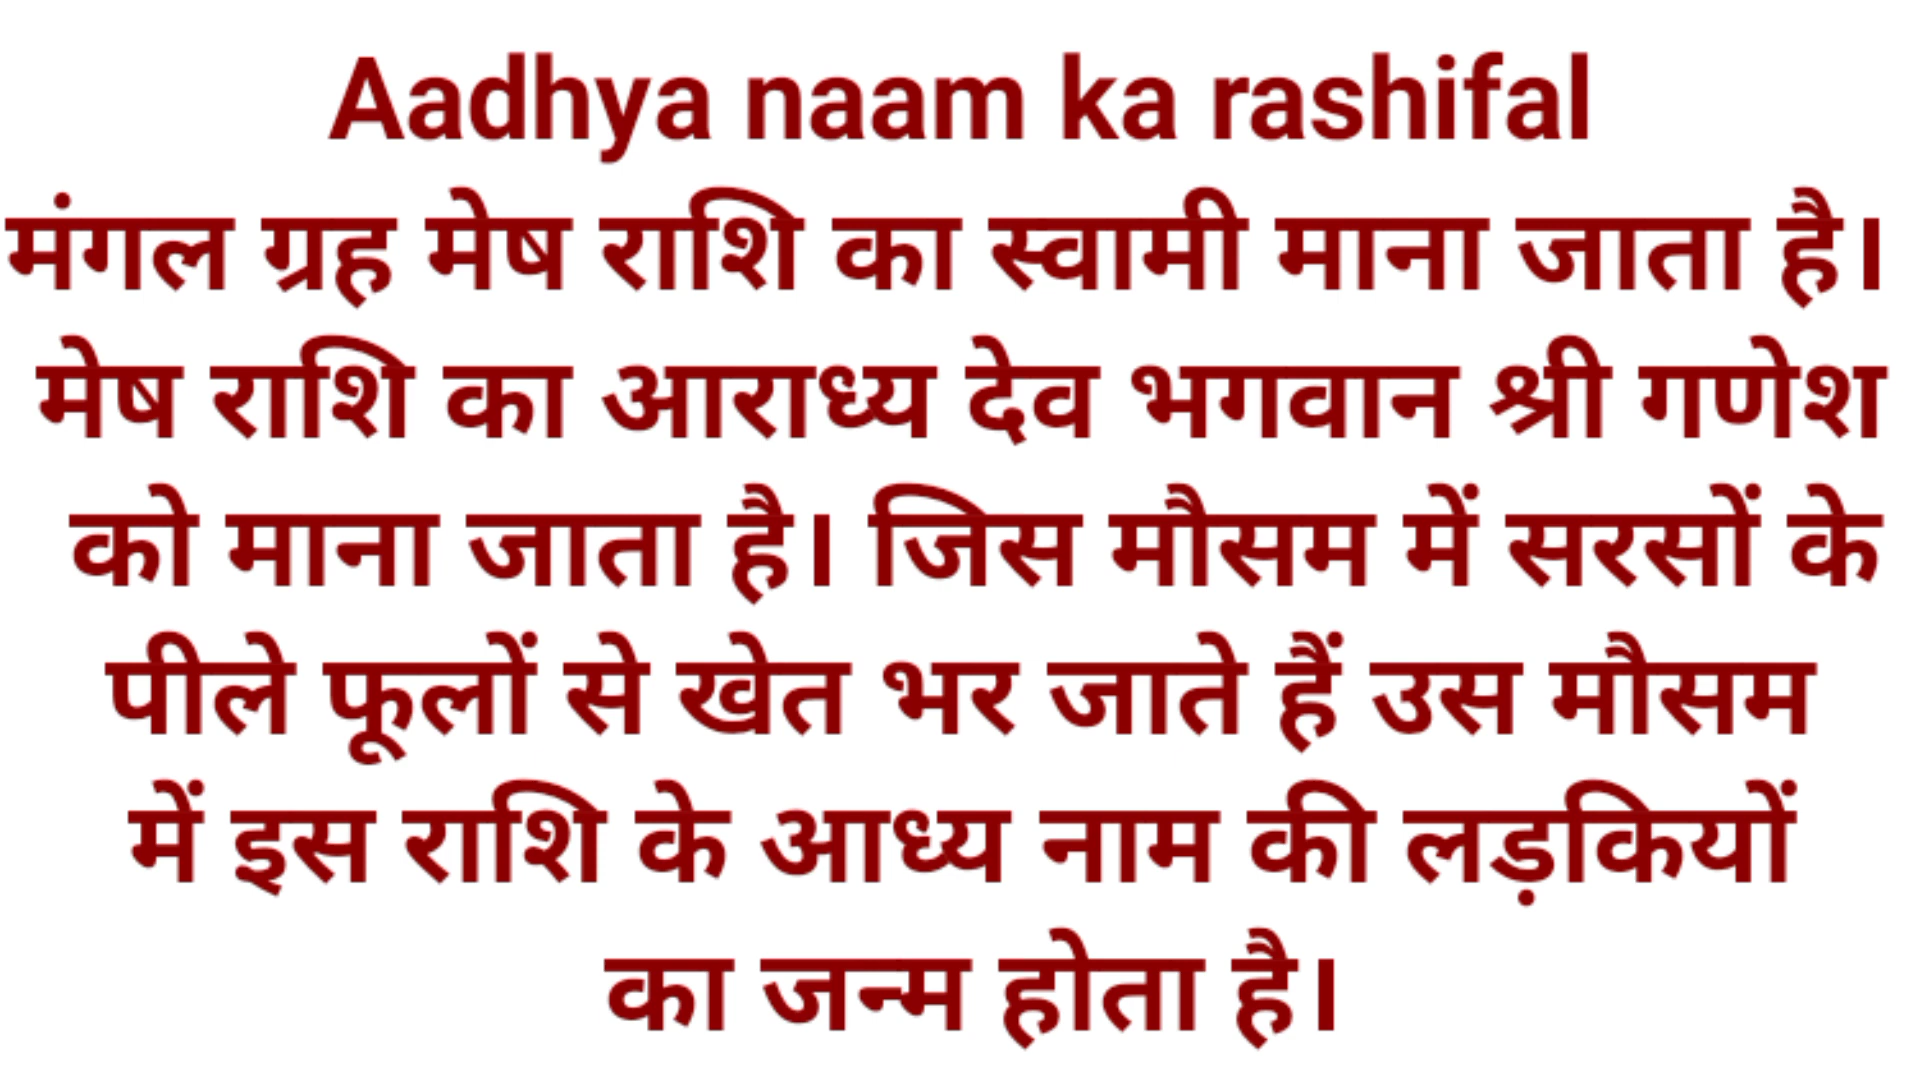 Aadhya naam ka rashifal
मंगल ग्रह मेष राशि का स्वामी माना जाता है।
मेष राशि का आराध्य देव भगवान श्री गणेश
को माना जाता है। जिस मौसम में सरसों के
पीले फूलों से खेत भर जाते हैं उस मौसम
में इस राशि के आध्य नाम की लड़कियों
का जन्म होता है।